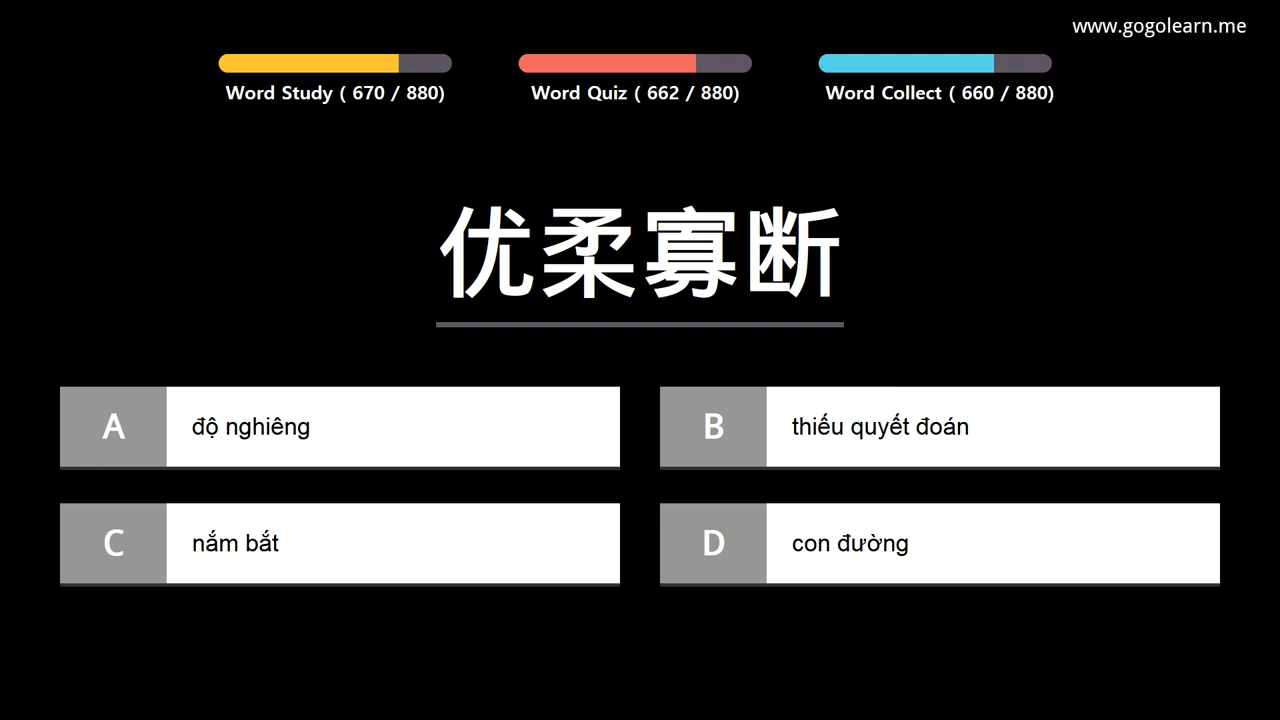 www.gogolearn.me
Word Study ( 670 / 880)
Word Quiz ( 662 / 880)
Word Collect ( 660 / 880)
优柔寡断
A độ nghiêng
B thiếu quyết đoán
C nắm bắt
D con đường